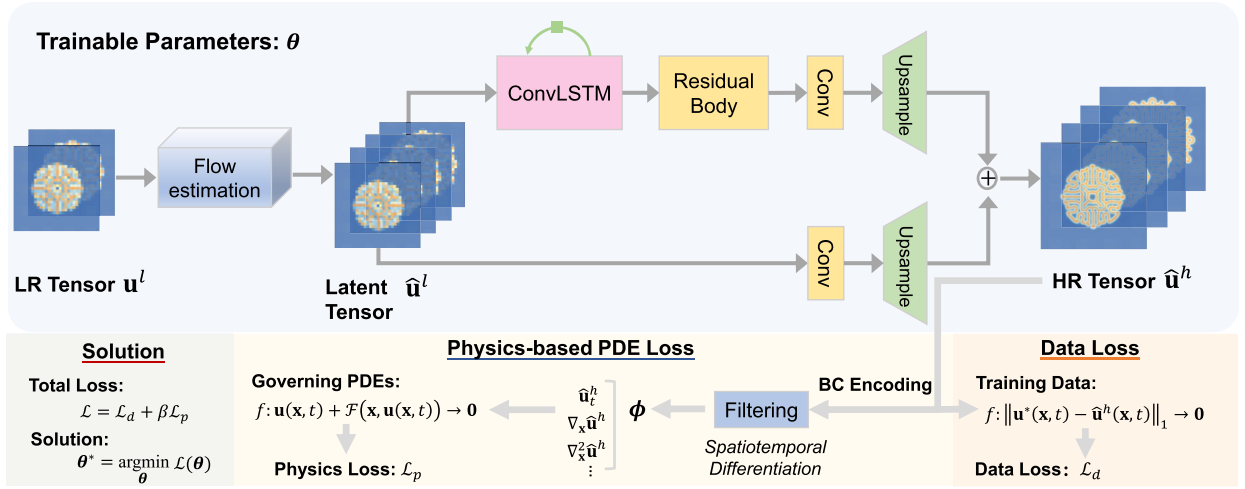 Trainable Parameters: θ
Flow
estimation
ConvLSTM
Residual
Body
Conv
Upsample
+
Conv
Upsample
LR Tensor u^l
Latent û^l
Tensor
HR Tensor û^h
Solution
Total Loss:
ℒ = ℒ_d + βℒ_p
Solution:
θ* = argmin ℒ(θ)
θ
Physics-based PDE Loss
Governing PDEs:
f: u(x, t) + ℱ(x, u(x, t)) → 0
Physics Loss: ℒ_p
û_t^h
∇_x û^h
∇_x^2 û^h
⋮
ϕ
Filtering
Spatiotemporal
Differentiation
BC Encoding
Data Loss
Training Data:
f: ‖u*(x, t) − û^h(x, t)‖_1 → 0
Data Loss: ℒ_d